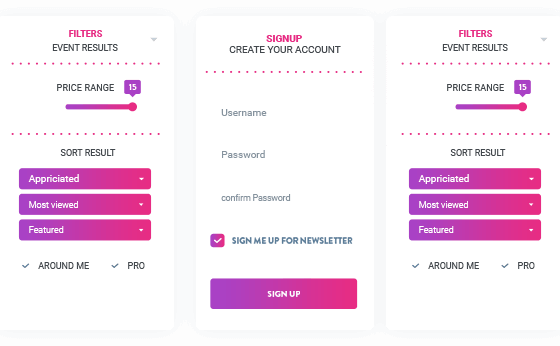 FILTERS
EVENT RESULTS
PRICE RANGE 15
SORT RESULT
Appriciated
Most viewed
Featured
AROUND ME PRO
SIGNUP
CREATE YOUR ACCOUNT
Username
Password
confirm Password
SIGN ME UP FOR NEWSLETTER
SIGN UP
FILTERS
EVENT RESULTS
PRICE RANGE 15
SORT RESULT
Appriciated
Most viewed
Featured
AROUND ME PRO